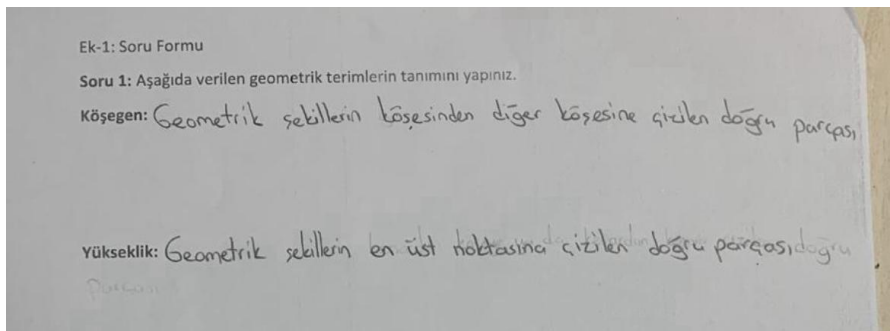 Ek-1: Soru Formu
Soru 1: Aşağıda verilen geometrik terimlerin tanımını yapınız.
Köşegen: Geometrik şekillerin köşesinden diğer köşesine çizilen doğru parçası
Yükseklik: Geometrik şekillerin en üst noktasına çizilen doğru parçası doğru
parçası